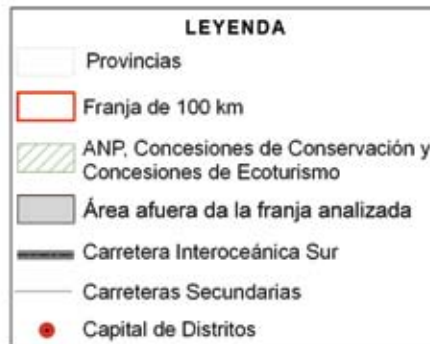 LEYENDA
Provincias
Franja de 100 km
ANP, Concesiones de Conservación y
Concesiones de Ecoturismo
Área afuera da la franja analizada
Carretera Interoceánica Sur
Carreteras Secundarias
Capital de Distritos